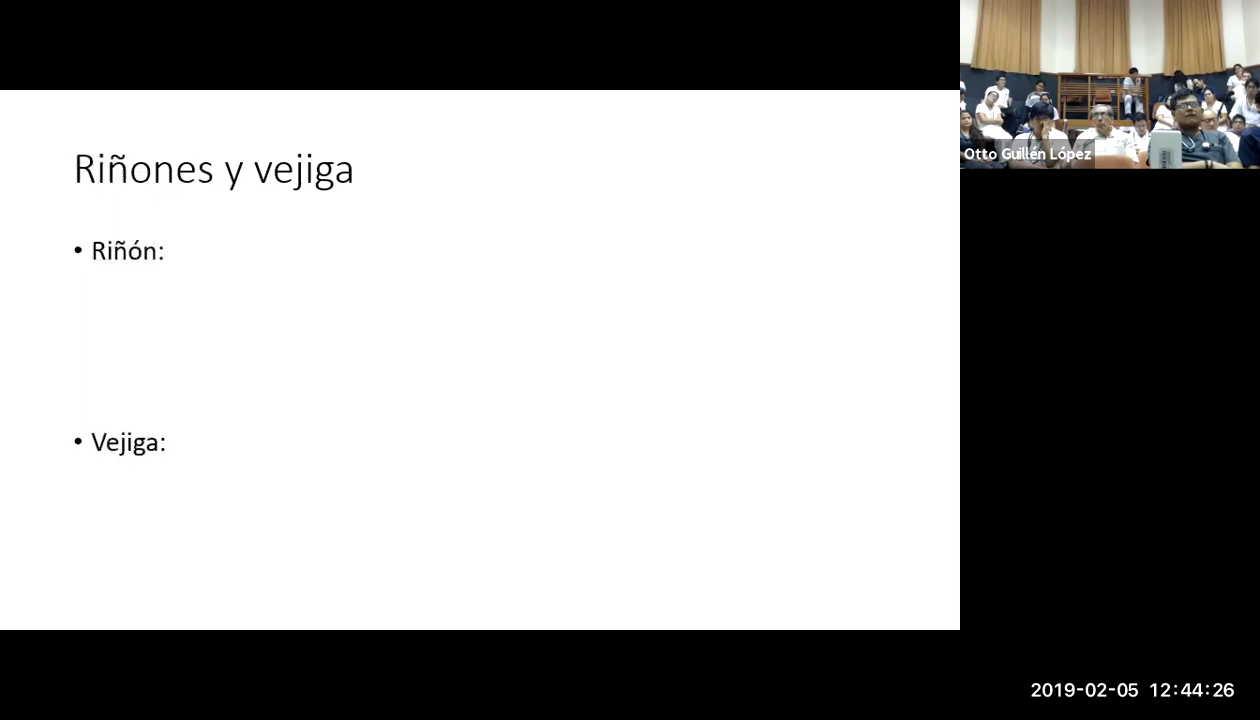 Otto Guillén López
Riñones y vejiga
• Riñón:
• Vejiga:
2019-02-05 12:44:26